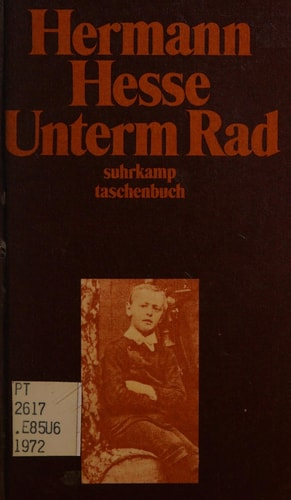 Hermann
Hesse
Unterm Rad
suhrkamp
taschenbuch
PT
2617
.E85U6
1972